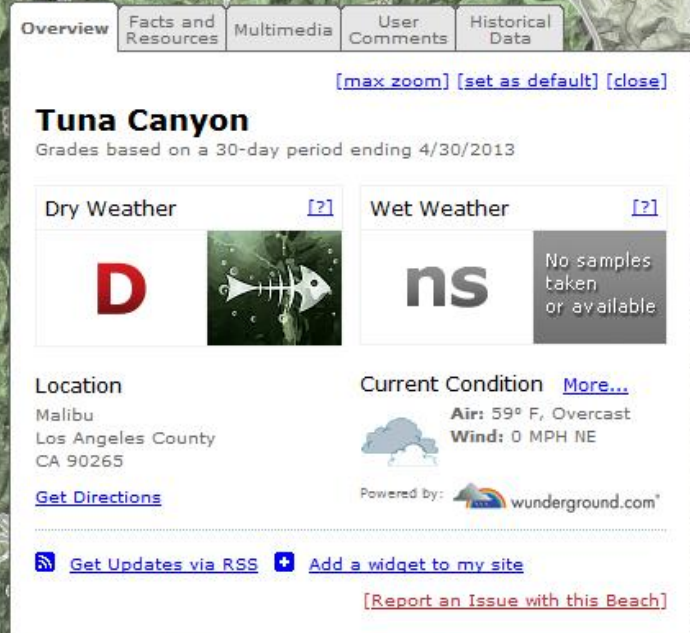 Overview
Facts and
Resources
Multimedia
User
Comments
Historical
Data
[max zoom] [set as default] [close]
Tuna Canyon
Grades based on a 30-day period ending 4/30/2013
Dry Weather [?]
Wet Weather [?]
D
ns
No samples
taken
or available
Location
Malibu
Los Angeles County
CA 90265
Get Directions
Current Condition More...
Air: 59º F, Overcast
Wind: 0 MPH NE
Powered by: wunderground.com®
Get Updates via RSS Add a widget to my site
[Report an Issue with this Beach]